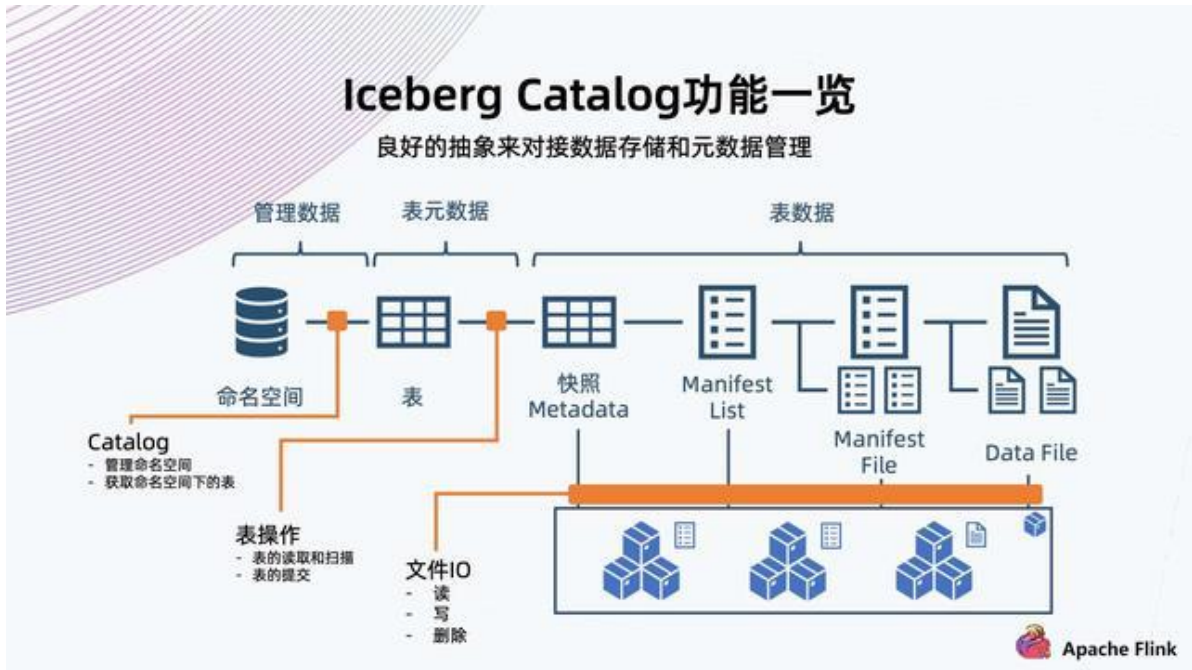 Iceberg Catalog功能一览
良好的抽象来对接数据存储和元数据管理
管理数据
表元数据
表数据
命名空间
表
快照
Metadata
Manifest
List
Manifest
File
Data File
Catalog
- 管理命名空间
- 获取命名空间下的表
表操作
- 表的读取和扫描
- 表的提交
文件IO
- 读
- 写
- 删除
Apache Flink